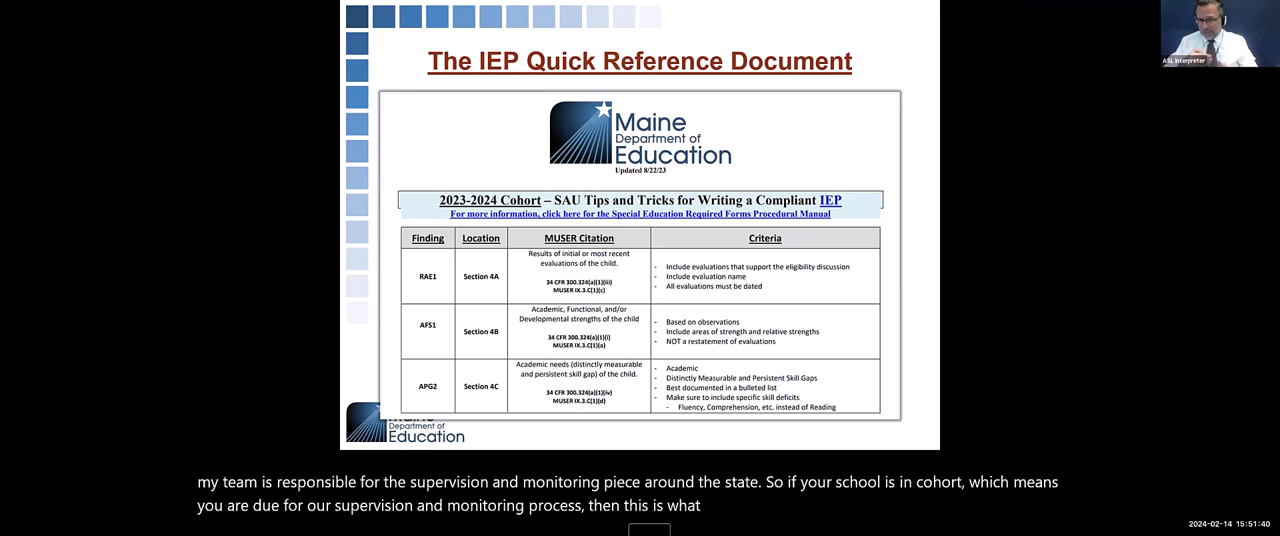 The IEP Quick Reference Document
ASL Interpreter
Maine
Department of
Education
Updated 8/22/23
2023-2024 Cohort – SAU Tips and Tricks for Writing a Compliant IEP
For more information, click here for the Special Education Required Forms Procedural Manual
Finding Location MUSER Citation Criteria
RAE1
Section 4A
Results of initial or most recent
evaluations of the child.
34 CFR 300.324(a)(1)(iii)
MUSER IX.3.C(1)(c)
- Include evaluations that support the eligibility discussion
- Include evaluation name
- All evaluations must be dated
AFS1
Section 4B
Academic, Functional, and/or
Developmental strengths of the child
34 CFR 300.324(a)(1)(i)
MUSER IX.3.C(1)(a)
- Based on observations
- Include areas of strength and relative strengths
- NOT a restatement of evaluations
APG2
Section 4C
Academic needs (distinctly measurable
and persistent skill gap) of the child.
34 CFR 300.324(a)(1)(iv)
MUSER IX.3.C(1)(d)
- Academic
- Distinctly Measurable and Persistent Skill Gaps
- Best documented in a bulleted list
- Make sure to include specific skill deficits
- Fluency, Comprehension, etc. instead of Reading
Maine
Department of
Education
my team is responsible for the supervision and monitoring piece around the state. So if your school is in cohort, which means
you are due for our supervision and monitoring process, then this is what
2024-02-14 15:51:40